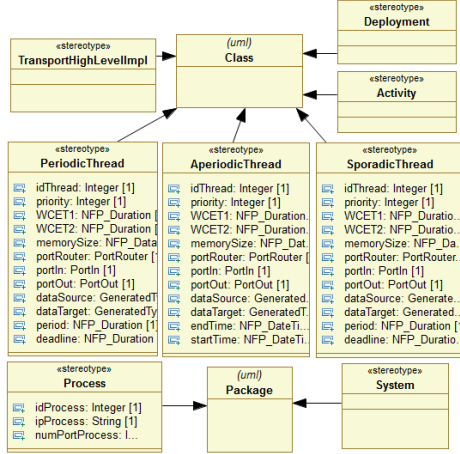 «stereotype»
Deployment
«stereotype»
TransportHighLevelImpl
(uml)
Class
«stereotype»
Activity
«stereotype»
PeriodicThread
idThread: Integer [1]
priority: Integer [1]
WCET1: NFP_Duration [
WCET2: NFP_Duration [
memorySize: NFP_Data
portRouter: PortRouter [
portIn: PortIn [1]
portOut: PortOut [1]
dataSource: GeneratedT
dataTarget: GeneratedTy
period: NFP_Duration [1]
deadline: NFP_Duration
«stereotype»
AperiodicThread
idThread: Integer [1]
priority: Integer [1]
WCET1: NFP_Duration...
WCET2: NFP_Duration...
memorySize: NFP_Dat...
portRouter: PortRouter [
portIn: PortIn [1]
portOut: PortOut [1]
dataSource: Generated...
dataTarget: GeneratedT...
endTime: NFP_DateTi...
startTime: NFP_DateTi...
«stereotype»
SporadicThread
idThread: Integer [1]
priority: Integer [1]
WCET1: NFP_Duratio...
WCET2: NFP_Duratio...
memorySize: NFP_Da...
portRouter: PortRouter...
portIn: PortIn [1]
portOut: PortOut [1]
dataSource: Generate...
dataTarget: Generated...
period: NFP_Duration [
deadline: NFP_Duratio...
«stereotype»
Process
idProcess: Integer [1]
ipProcess: String [1]
numPortProcess: I...
(uml)
Package
«stereotype»
System